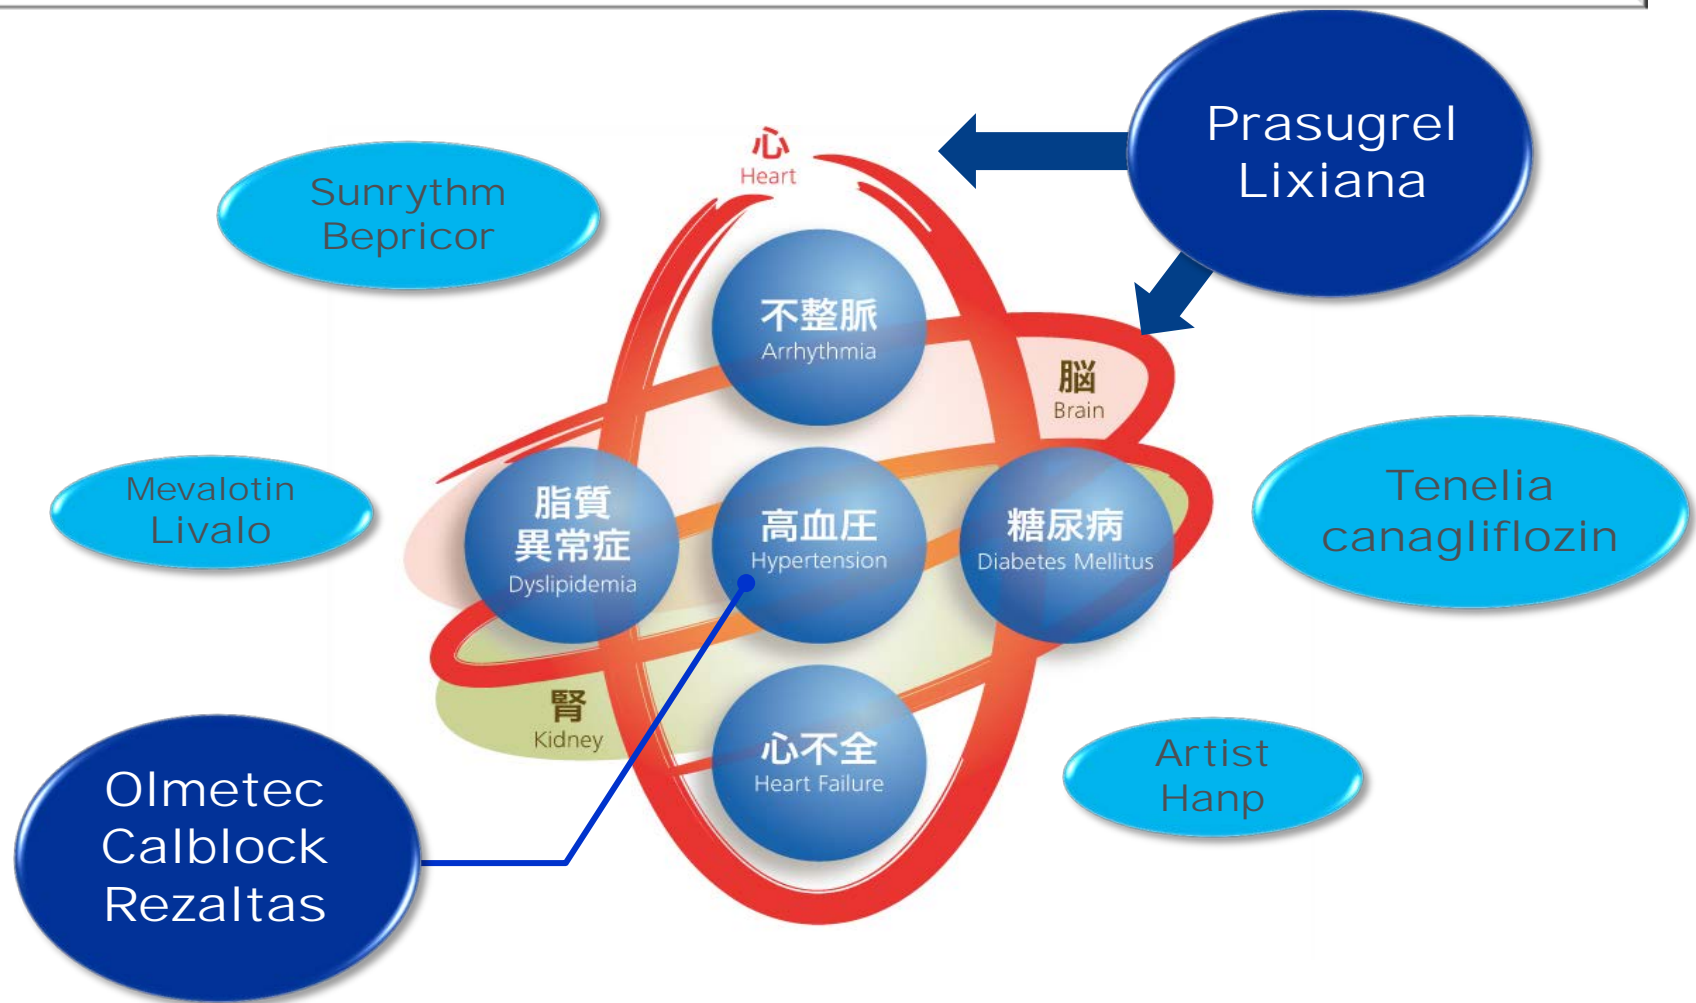 Prasugrel
Lixiana
心
Heart
Sunrythm
Bepricor
不整脈
Arrhythmia
脳
Brain
Mevalotin
Livalo
脂質
異常症
Dyslipidemia
高血圧
Hypertension
糖尿病
Diabetes Mellitus
Tenelia
canagliflozin
腎
Kidney
心不全
Heart Failure
Artist
Hanp
Olmetec
Calblock
Rezaltas